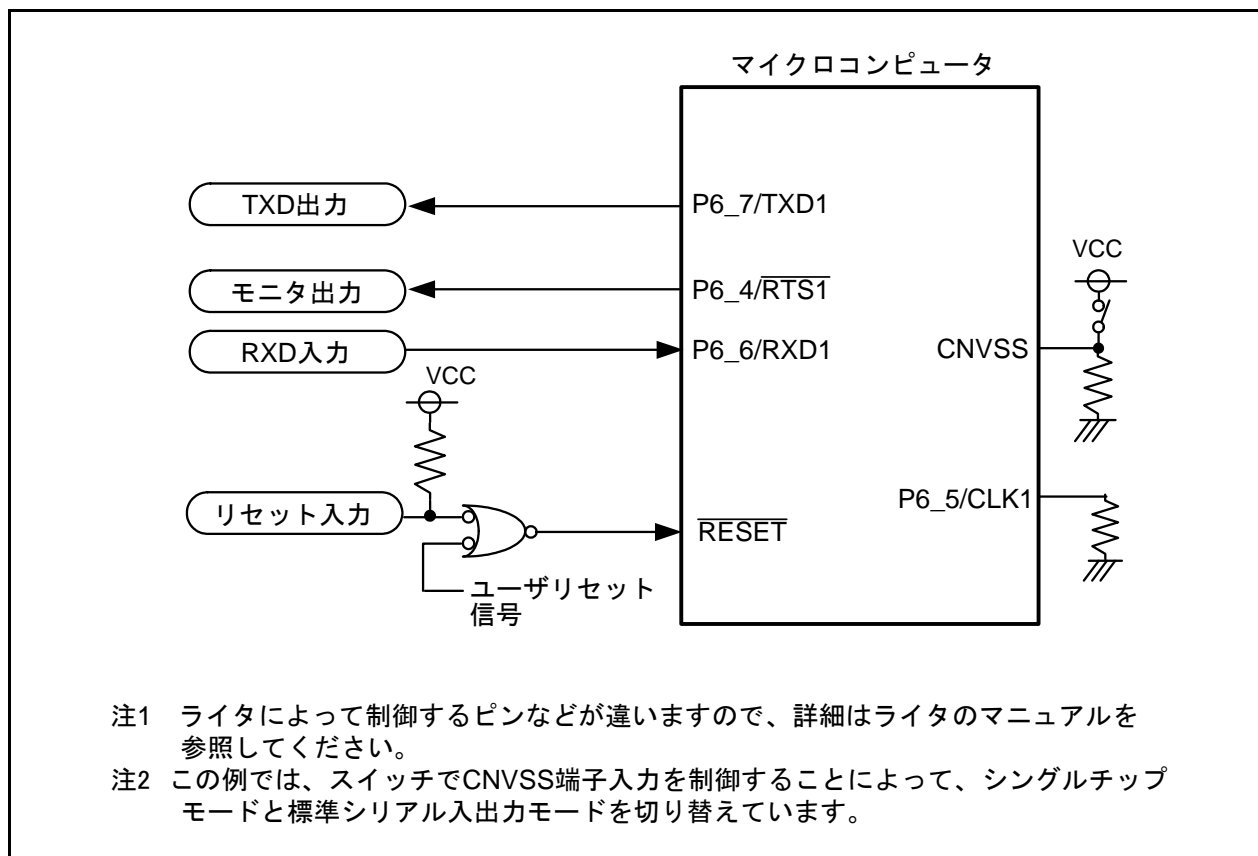 マイクロコンピュータ
TXD出力
P6_7/TXD1
モニタ出力
P6_4/RTS1
RXD入力
P6_6/RXD1
VCC
CNVSS
VCC
リセット入力
RESET
P6_5/CLK1
ユーザリセット
信号
注1 ライタによって制御するピンなどが違いますので、詳細はライタのマニュアルを
参照してください。
注2 この例では、スイッチでCNVSS端子入力を制御することによって、シングルチップ
モードと標準シリアル入出力モードを切り替えています。